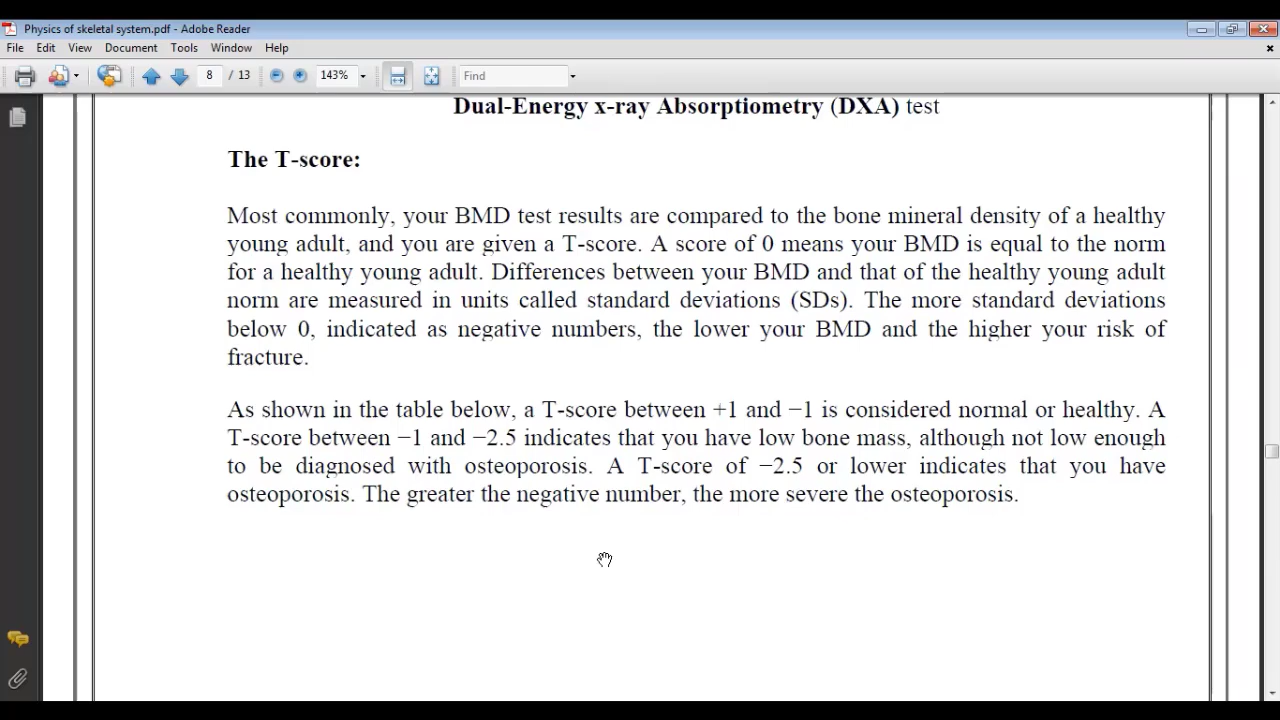 Physics of skeletal system.pdf - Adobe Reader
File Edit View Document Tools Window Help
8 / 13 143% Find
Dual-Energy x-ray Absorptiometry (DXA) test
The T-score:
Most commonly, your BMD test results are compared to the bone mineral density of a healthy
young adult, and you are given a T-score. A score of 0 means your BMD is equal to the norm
for a healthy young adult. Differences between your BMD and that of the healthy young adult
norm are measured in units called standard deviations (SDs). The more standard deviations
below 0, indicated as negative numbers, the lower your BMD and the higher your risk of
fracture.
As shown in the table below, a T-score between +1 and −1 is considered normal or healthy. A
T-score between −1 and −2.5 indicates that you have low bone mass, although not low enough
to be diagnosed with osteoporosis. A T-score of −2.5 or lower indicates that you have
osteoporosis. The greater the negative number, the more severe the osteoporosis.